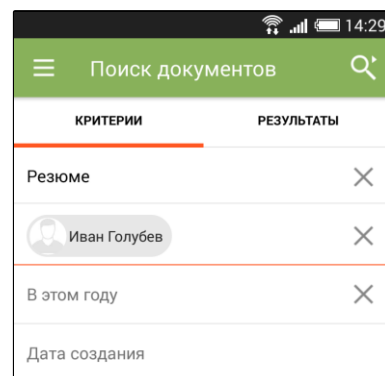 14:29
Поиск документов
КРИТЕРИИ РЕЗУЛЬТАТЫ
Резюме
Иван Голубев
В этом году
Дата создания